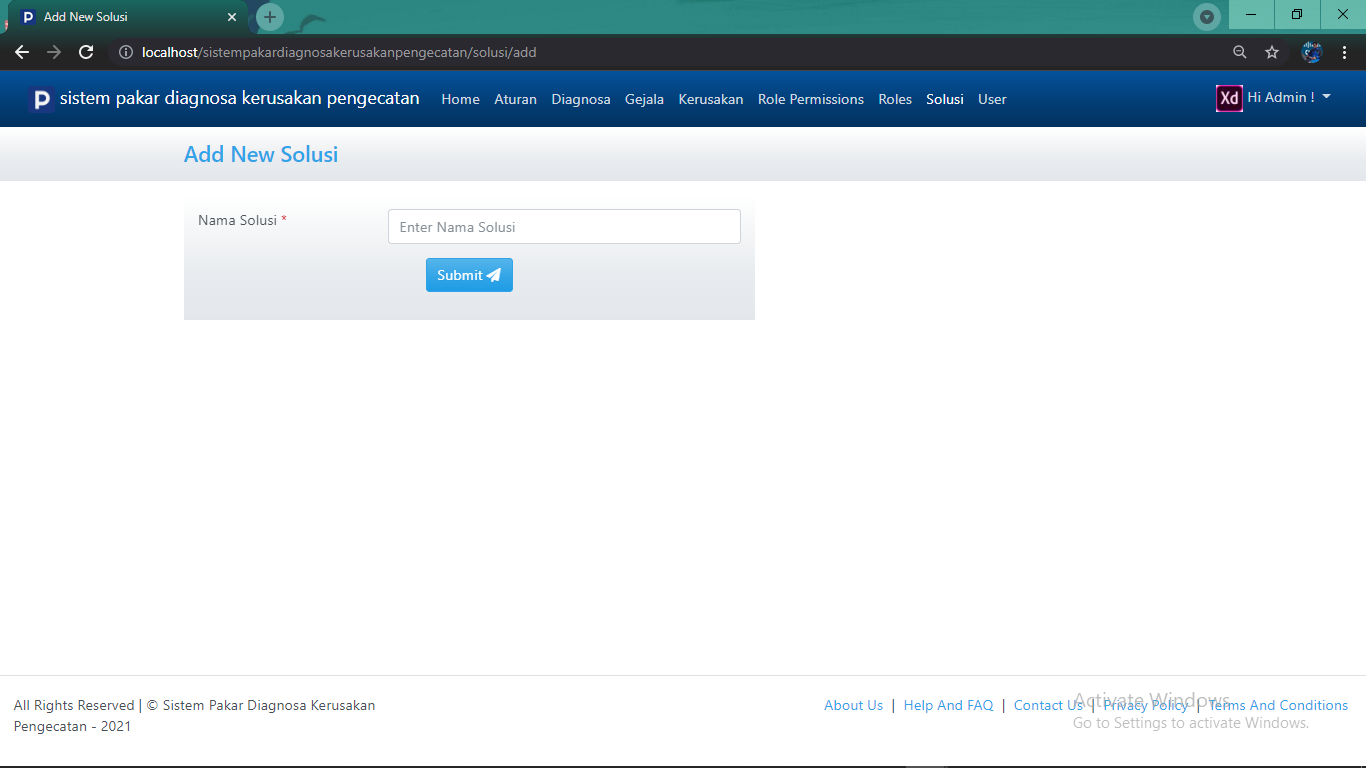 Add New Solusi
localhost/sistempakardiagnosakerusakanpengecatan/solusi/add
P sistem pakar diagnosa kerusakan pengecatan Home Aturan Diagnosa Gejala Kerusakan Role Permissions Roles Solusi User Xd Hi Admin !
Add New Solusi
Nama Solusi * Enter Nama Solusi
Submit
All Rights Reserved | © Sistem Pakar Diagnosa Kerusakan
Pengecatan - 2021
About Us | Help And FAQ | Contact Us | Privacy Policy | Terms And Conditions
Activate Windows
Go to Settings to activate Windows.